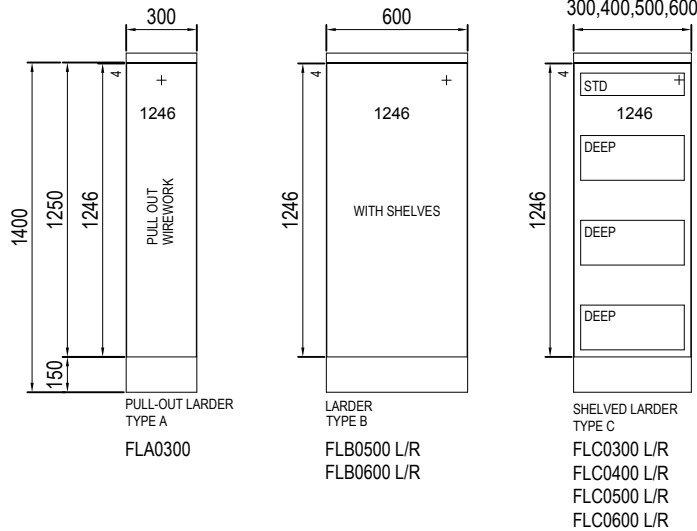 300
600
300,400,500,600
4
4
4
1246
1246
1246
STD
DEEP
DEEP
DEEP
PULL OUT
WIREWORK
WITH SHELVES
1400
1250
1246
1246
1246
150
PULL-OUT LARDER
TYPE A
FLA0300
LARDER
TYPE B
FLB0500 L/R
FLB0600 L/R
SHELVED LARDER
TYPE C
FLC0300 L/R
FLC0400 L/R
FLC0500 L/R
FLC0600 L/R